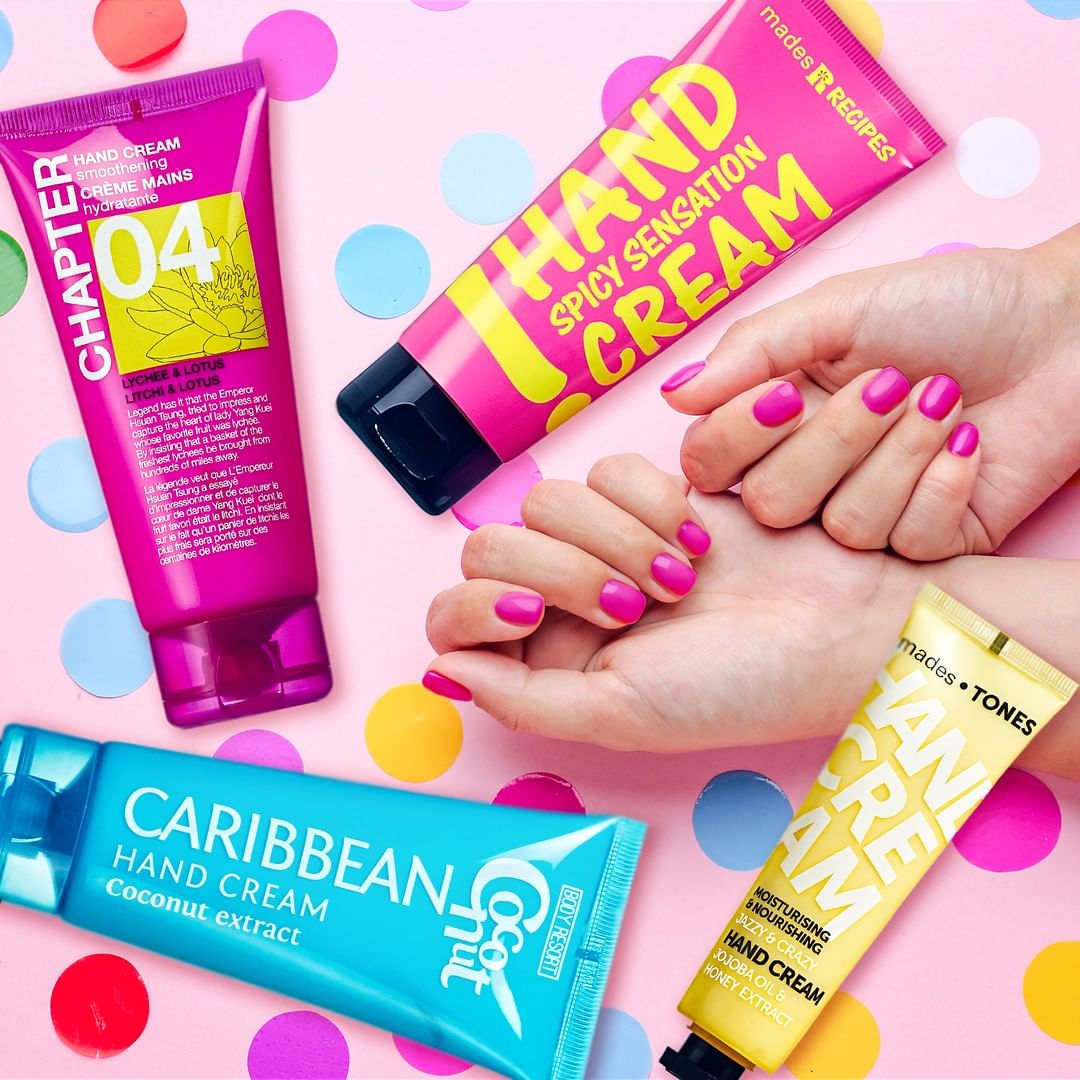 CHAPTER
HAND CREAM
smoothening
CRÈME MAINS
hydratante
04
LYCHEE & LOTUS
LITCHI & LOTUS
Legend has it that the Emperor
Hsuan Tsung, tried to impress and
capture the heart of lady Yang Kuei
whose favorite fruit was lychee.
By insisting that a basket of the
freshest lychees be brought from
hundreds of miles away.
La légende veut que L'Empereur
Hsuan Tsung a essayé
d'impressionner et de capturer le
cœur de dame Yang Kuei dont le
fruit favori était le litchi. En insistant
sur le fait qu'un panier de litchis les
plus frais sera porté sur des
centaines de kilomètres.
mades R RECIPES
HAND
SPICY SENSATION
CREAM
CARIBBEAN
HAND CREAM
Coconut extract
Coco
nut
BODY RESORT
mades • TONES
HAND
CRE
AM
MOISTURISING
& NOURISHING
JAZZY & CRAZY
HAND CREAM
JOJOBA OIL &
HONEY EXTRACT